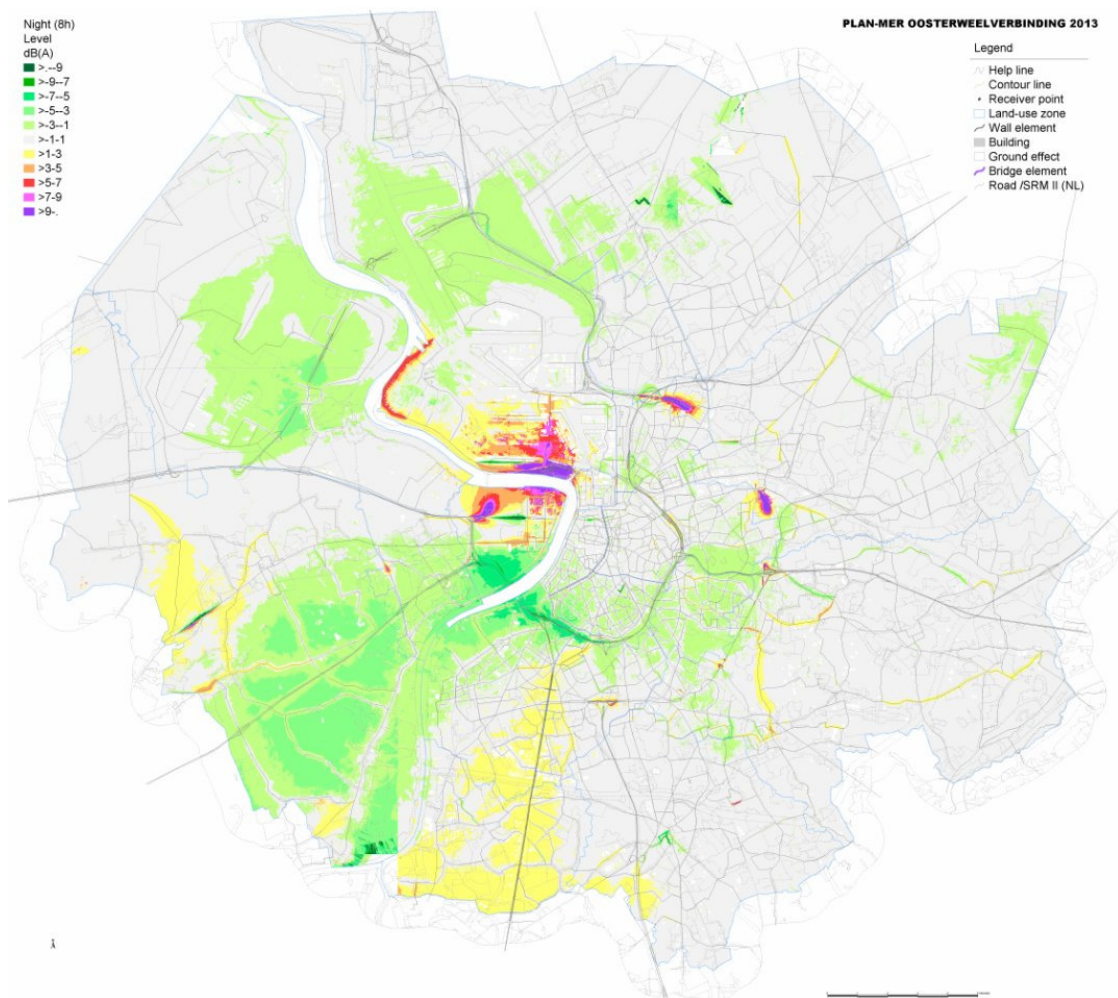 Night (8h)
Level
dB(A)
>.--9
>-9--7
>-7--5
>-5--3
>-3--1
>-1-1
>1-3
>3-5
>5-7
>7-9
>9-.
PLAN-MER OOSTERWEELVERBINDING 2013
Legend
Help line
Contour line
Receiver point
Land-use zone
Wall element
Building
Ground effect
Bridge element
Road /SRM II (NL)